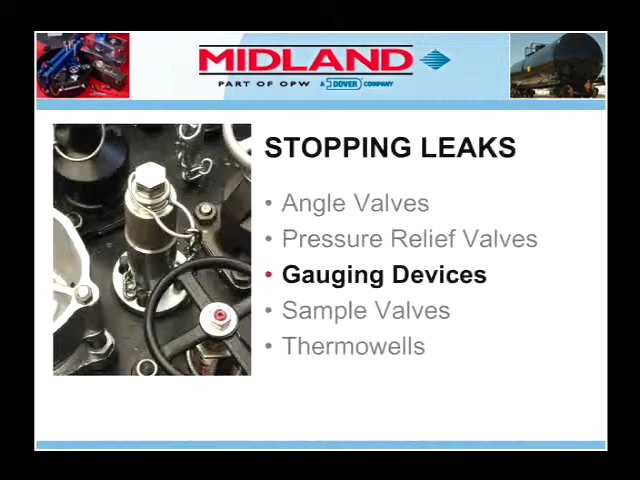 MIDLAND
PART OF OPW A DOVER COMPANY
STOPPING LEAKS
• Angle Valves
• Pressure Relief Valves
• Gauging Devices
• Sample Valves
• Thermowells